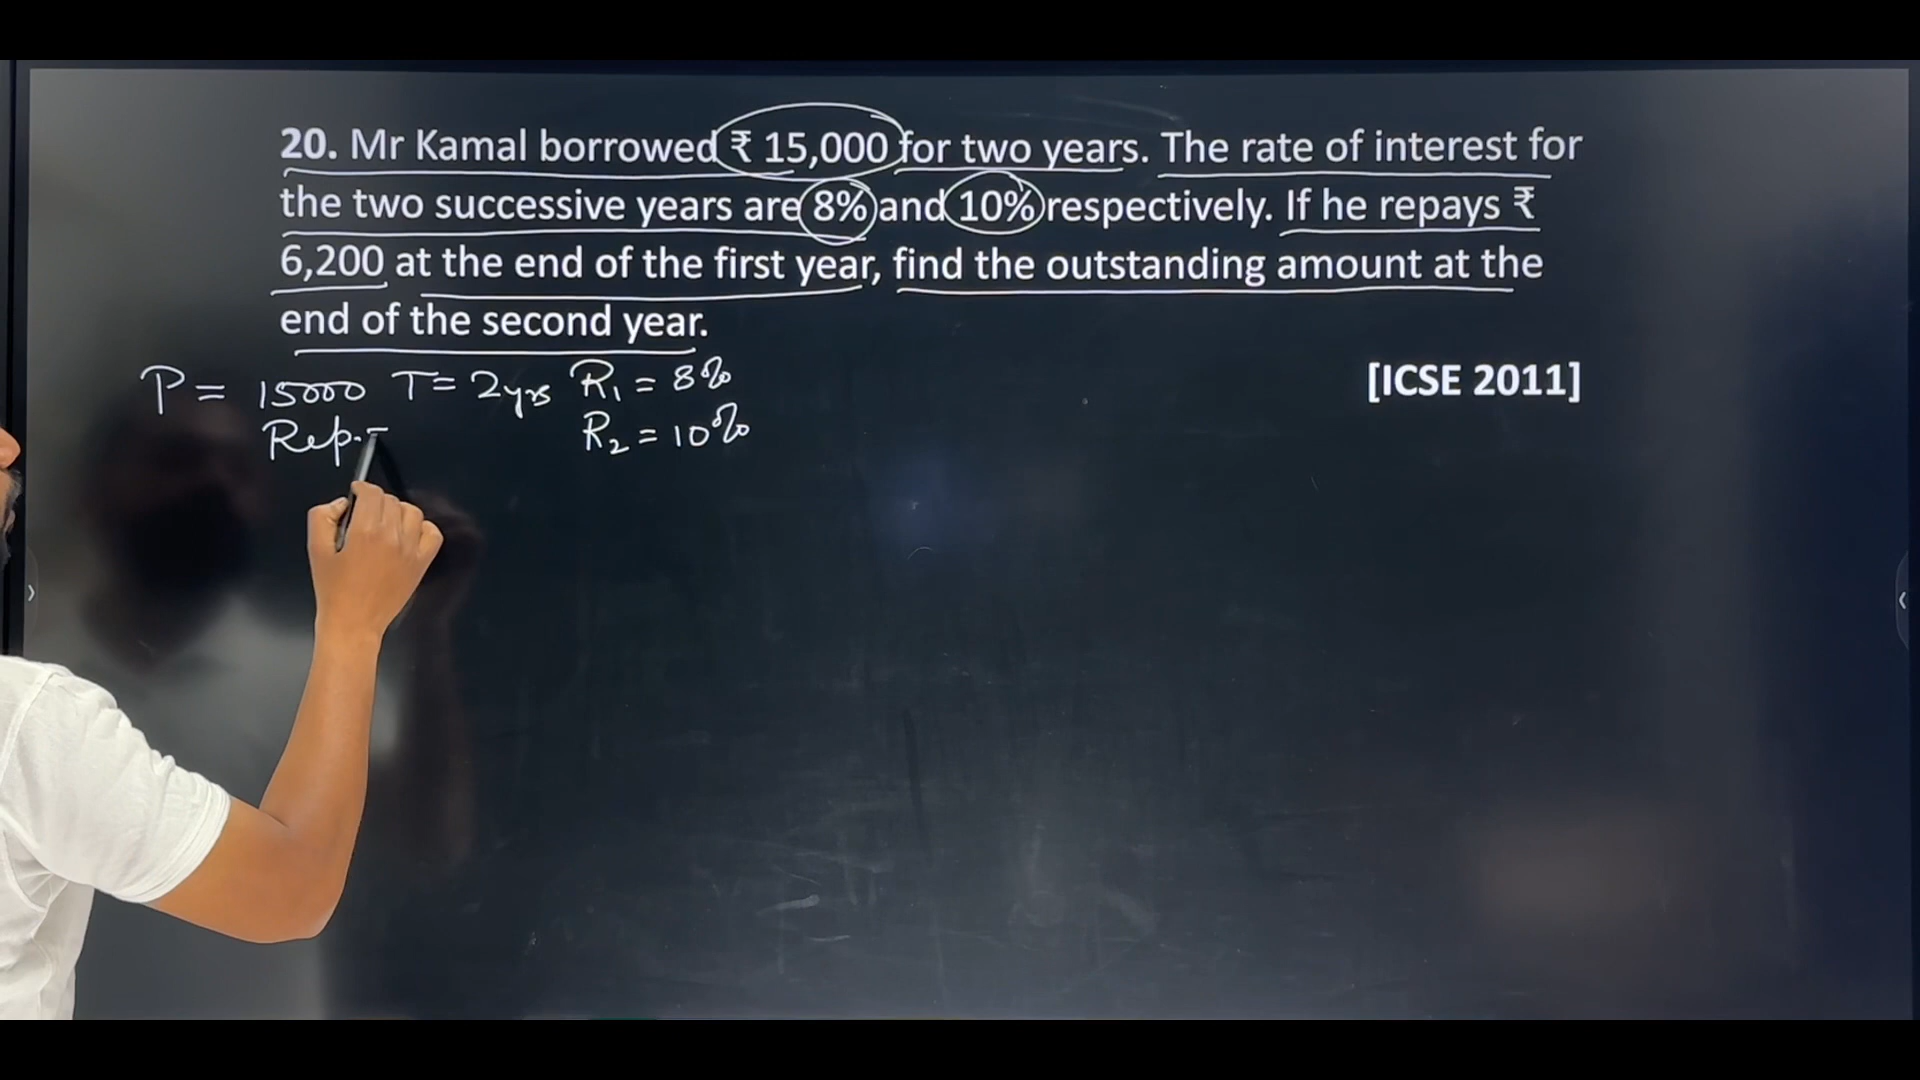 20. Mr Kamal borrowed ₹ 15,000 for two years. The rate of interest for
the two successive years are 8% and 10% respectively. If he repays ₹
6,200 at the end of the first year, find the outstanding amount at the
end of the second year.
[ICSE 2011]
P = 15000 T = 2yrs R₁ = 8%
Rep. R₂ = 10%